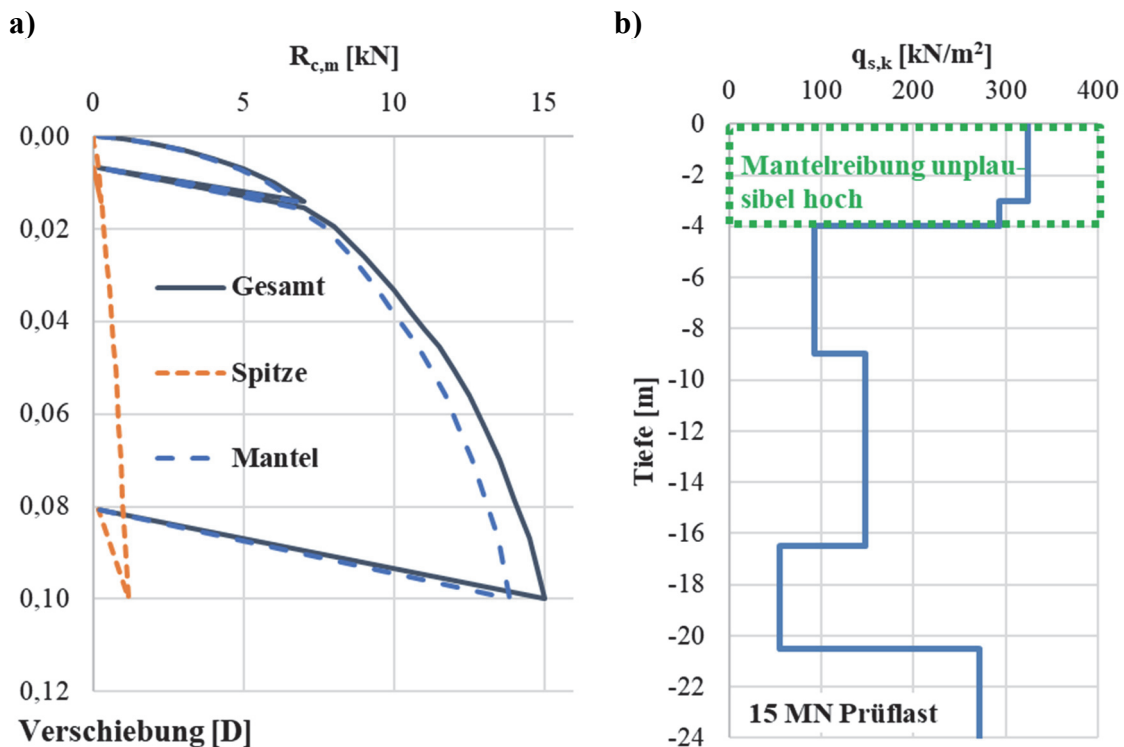 a)
R_c,m [kN]
0 5 10 15
0,00
0,02
0,04
0,06
0,08
0,10
0,12
Gesamt
Spitze
Mantel
Verschiebung [D]
b)
q_s,k [kN/m²]
0 100 200 300 400
0
-2
-4
-6
-8
-10
-12
-14
-16
-18
-20
-22
-24
Tiefe [m]
Mantelreibung unplau-
sibel hoch
15 MN Prüflast